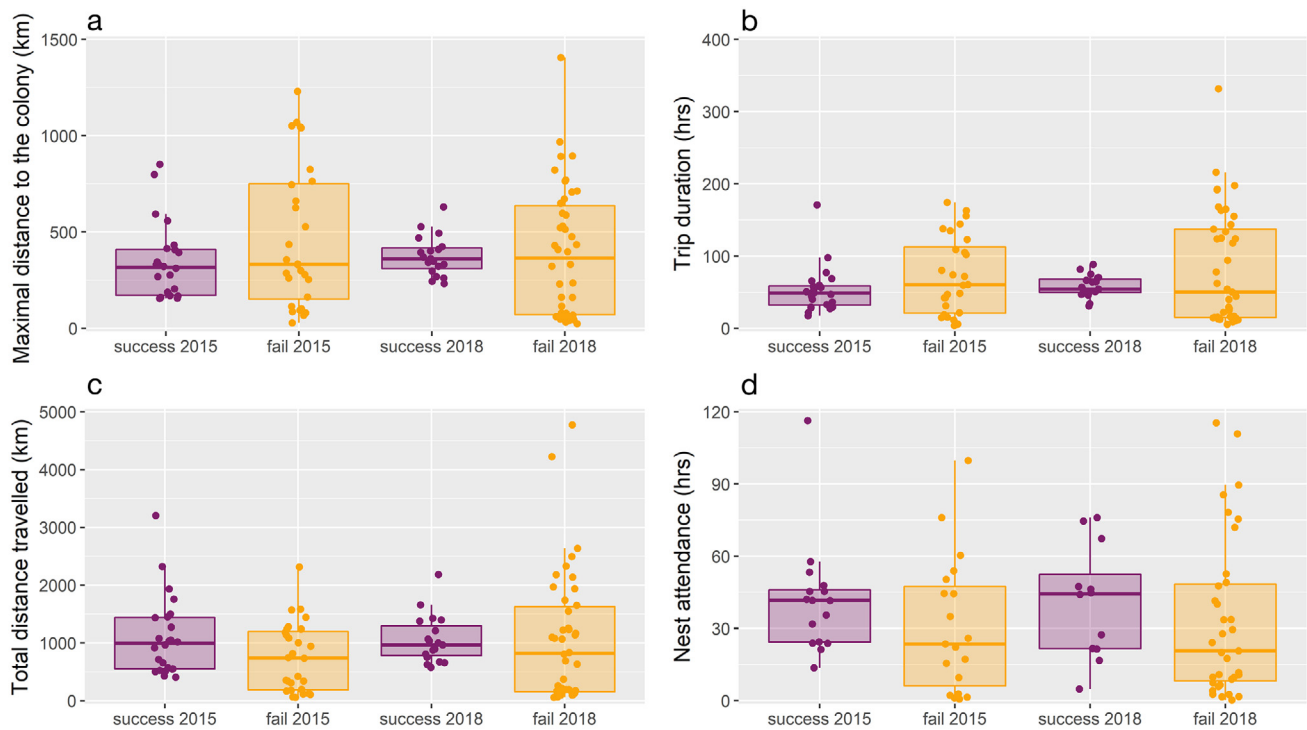 a
Maximal distance to the colony (km)
1500
1000
500
0
success 2015 fail 2015 success 2018 fail 2018
b
Trip duration (hrs)
400
300
200
100
0
success 2015 fail 2015 success 2018 fail 2018
c
Total distance travelled (km)
5000
4000
3000
2000
1000
0
success 2015 fail 2015 success 2018 fail 2018
d
Nest attendance (hrs)
120
90
60
30
0
success 2015 fail 2015 success 2018 fail 2018